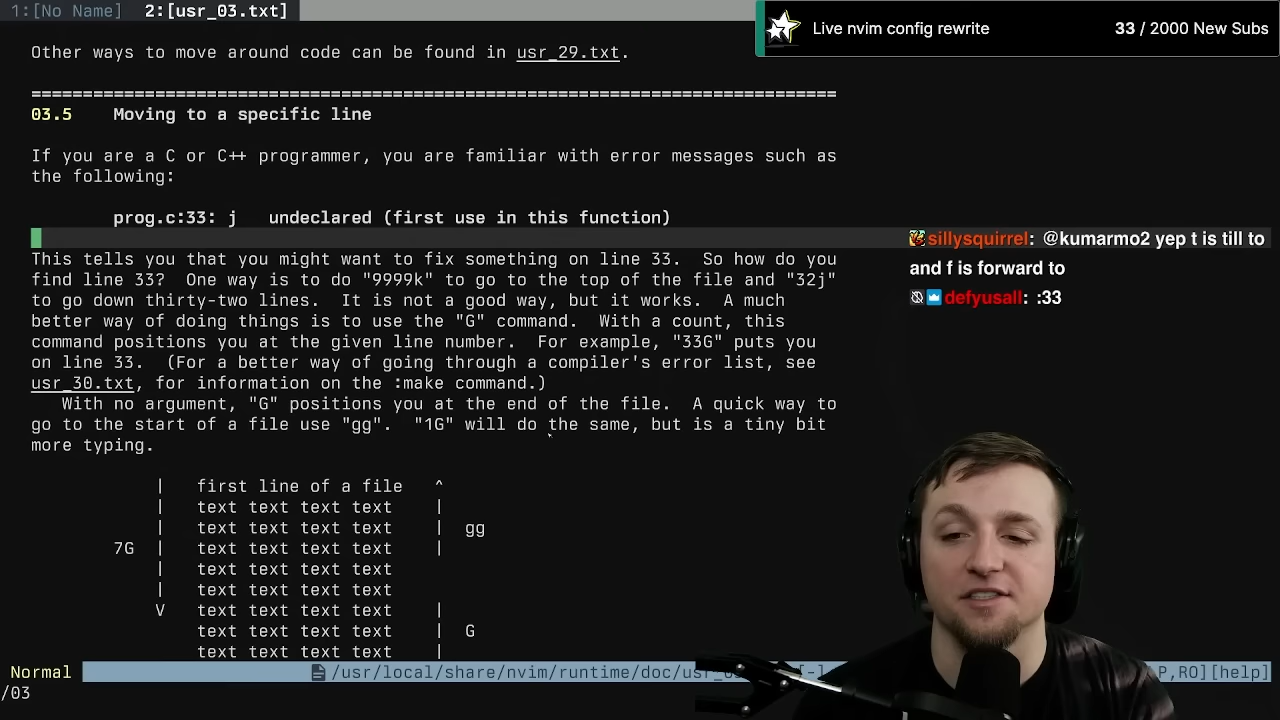 1:[No Name]  2:[usr_03.txt]
Live nvim config rewrite 33 / 2000 New Subs
Other ways to move around code can be found in usr_29.txt.
==============================================================================
03.5    Moving to a specific line
If you are a C or C++ programmer, you are familiar with error messages such as
the following:
prog.c:33: j   undeclared (first use in this function)
This tells you that you might want to fix something on line 33.  So how do you
find line 33?  One way is to do "9999k" to go to the top of the file and "32j"
to go down thirty-two lines.  It is not a good way, but it works.  A much
better way of doing things is to use the "G" command.  With a count, this
command positions you at the given line number.  For example, "33G" puts you
on line 33.  (For a better way of going through a compiler's error list, see
usr_30.txt, for information on the :make command.)
With no argument, "G" positions you at the end of the file.  A quick way to
go to the start of a file use "gg".  "1G" will do the same, but is a tiny bit
more typing.
|   first line of a file   ^
|   text text text text    |
|   text text text text    |  gg
7G  |   text text text text    |
|   text text text text
|   text text text text
V   text text text text    |
text text text text    |  G
text text text text    |
sillysquirrel: @kumarmo2 yep t is till to
and f is forward to
defyusall: :33
Normal /usr/local/share/nvim/runtime/doc/usr_ [-] P,RO][help]
/03